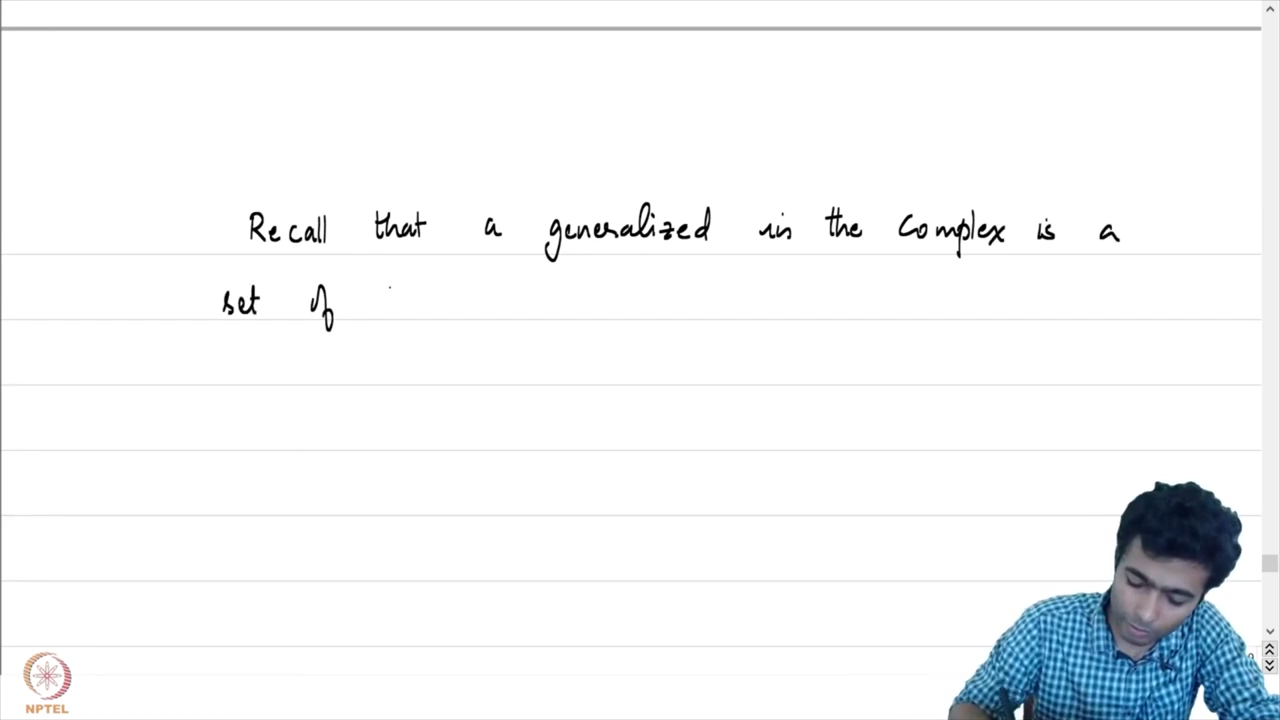 Recall that a generalized in the Complex is a
set of
NPTEL